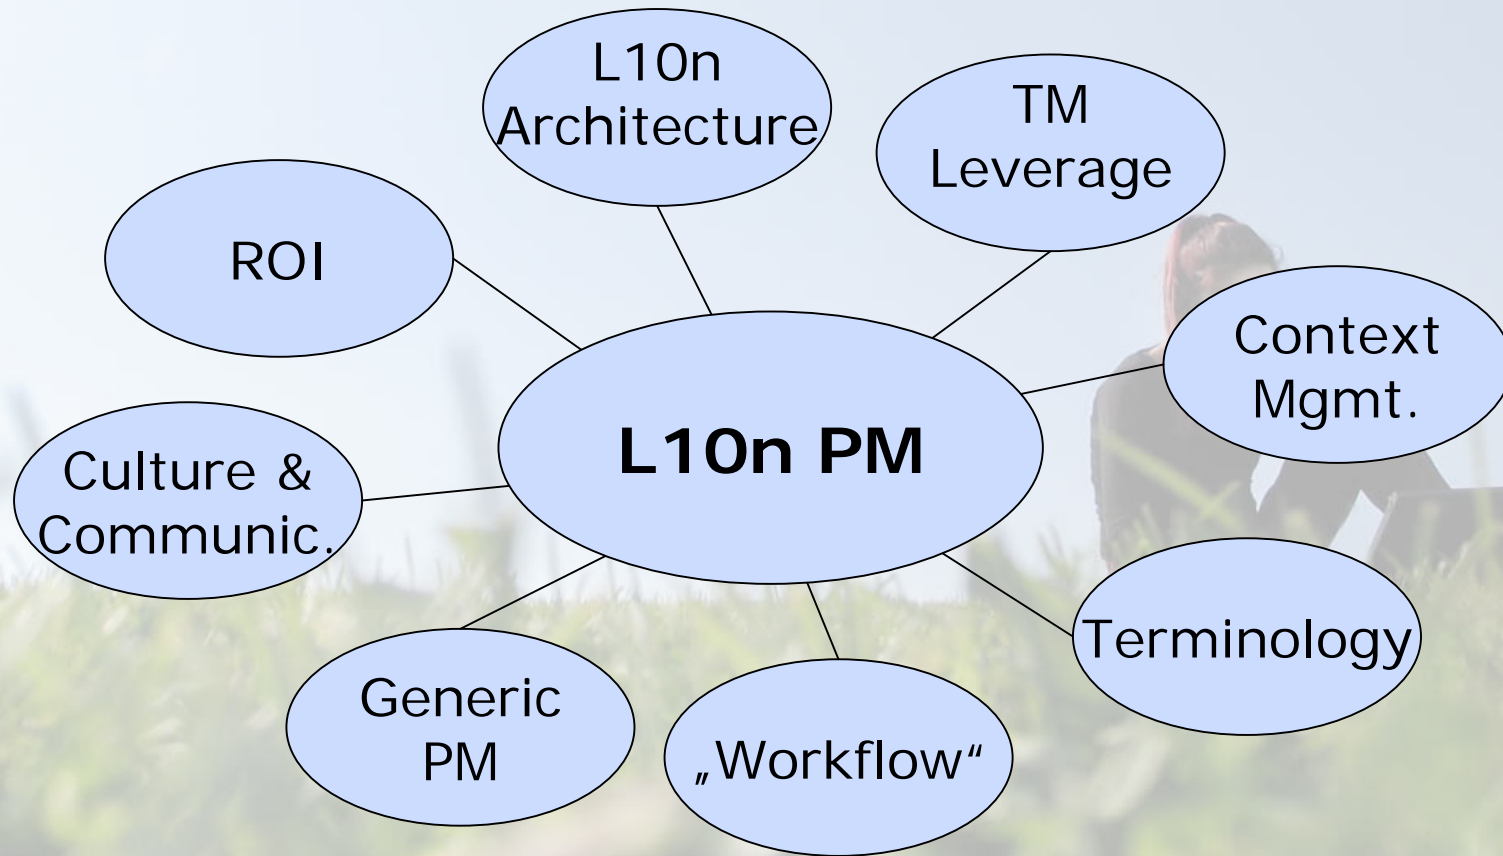 L10n
Architecture
TM
Leverage
ROI
Context
Mgmt.
L10n PM
Culture &
Communic.
Terminology
Generic
PM
„Workflow“